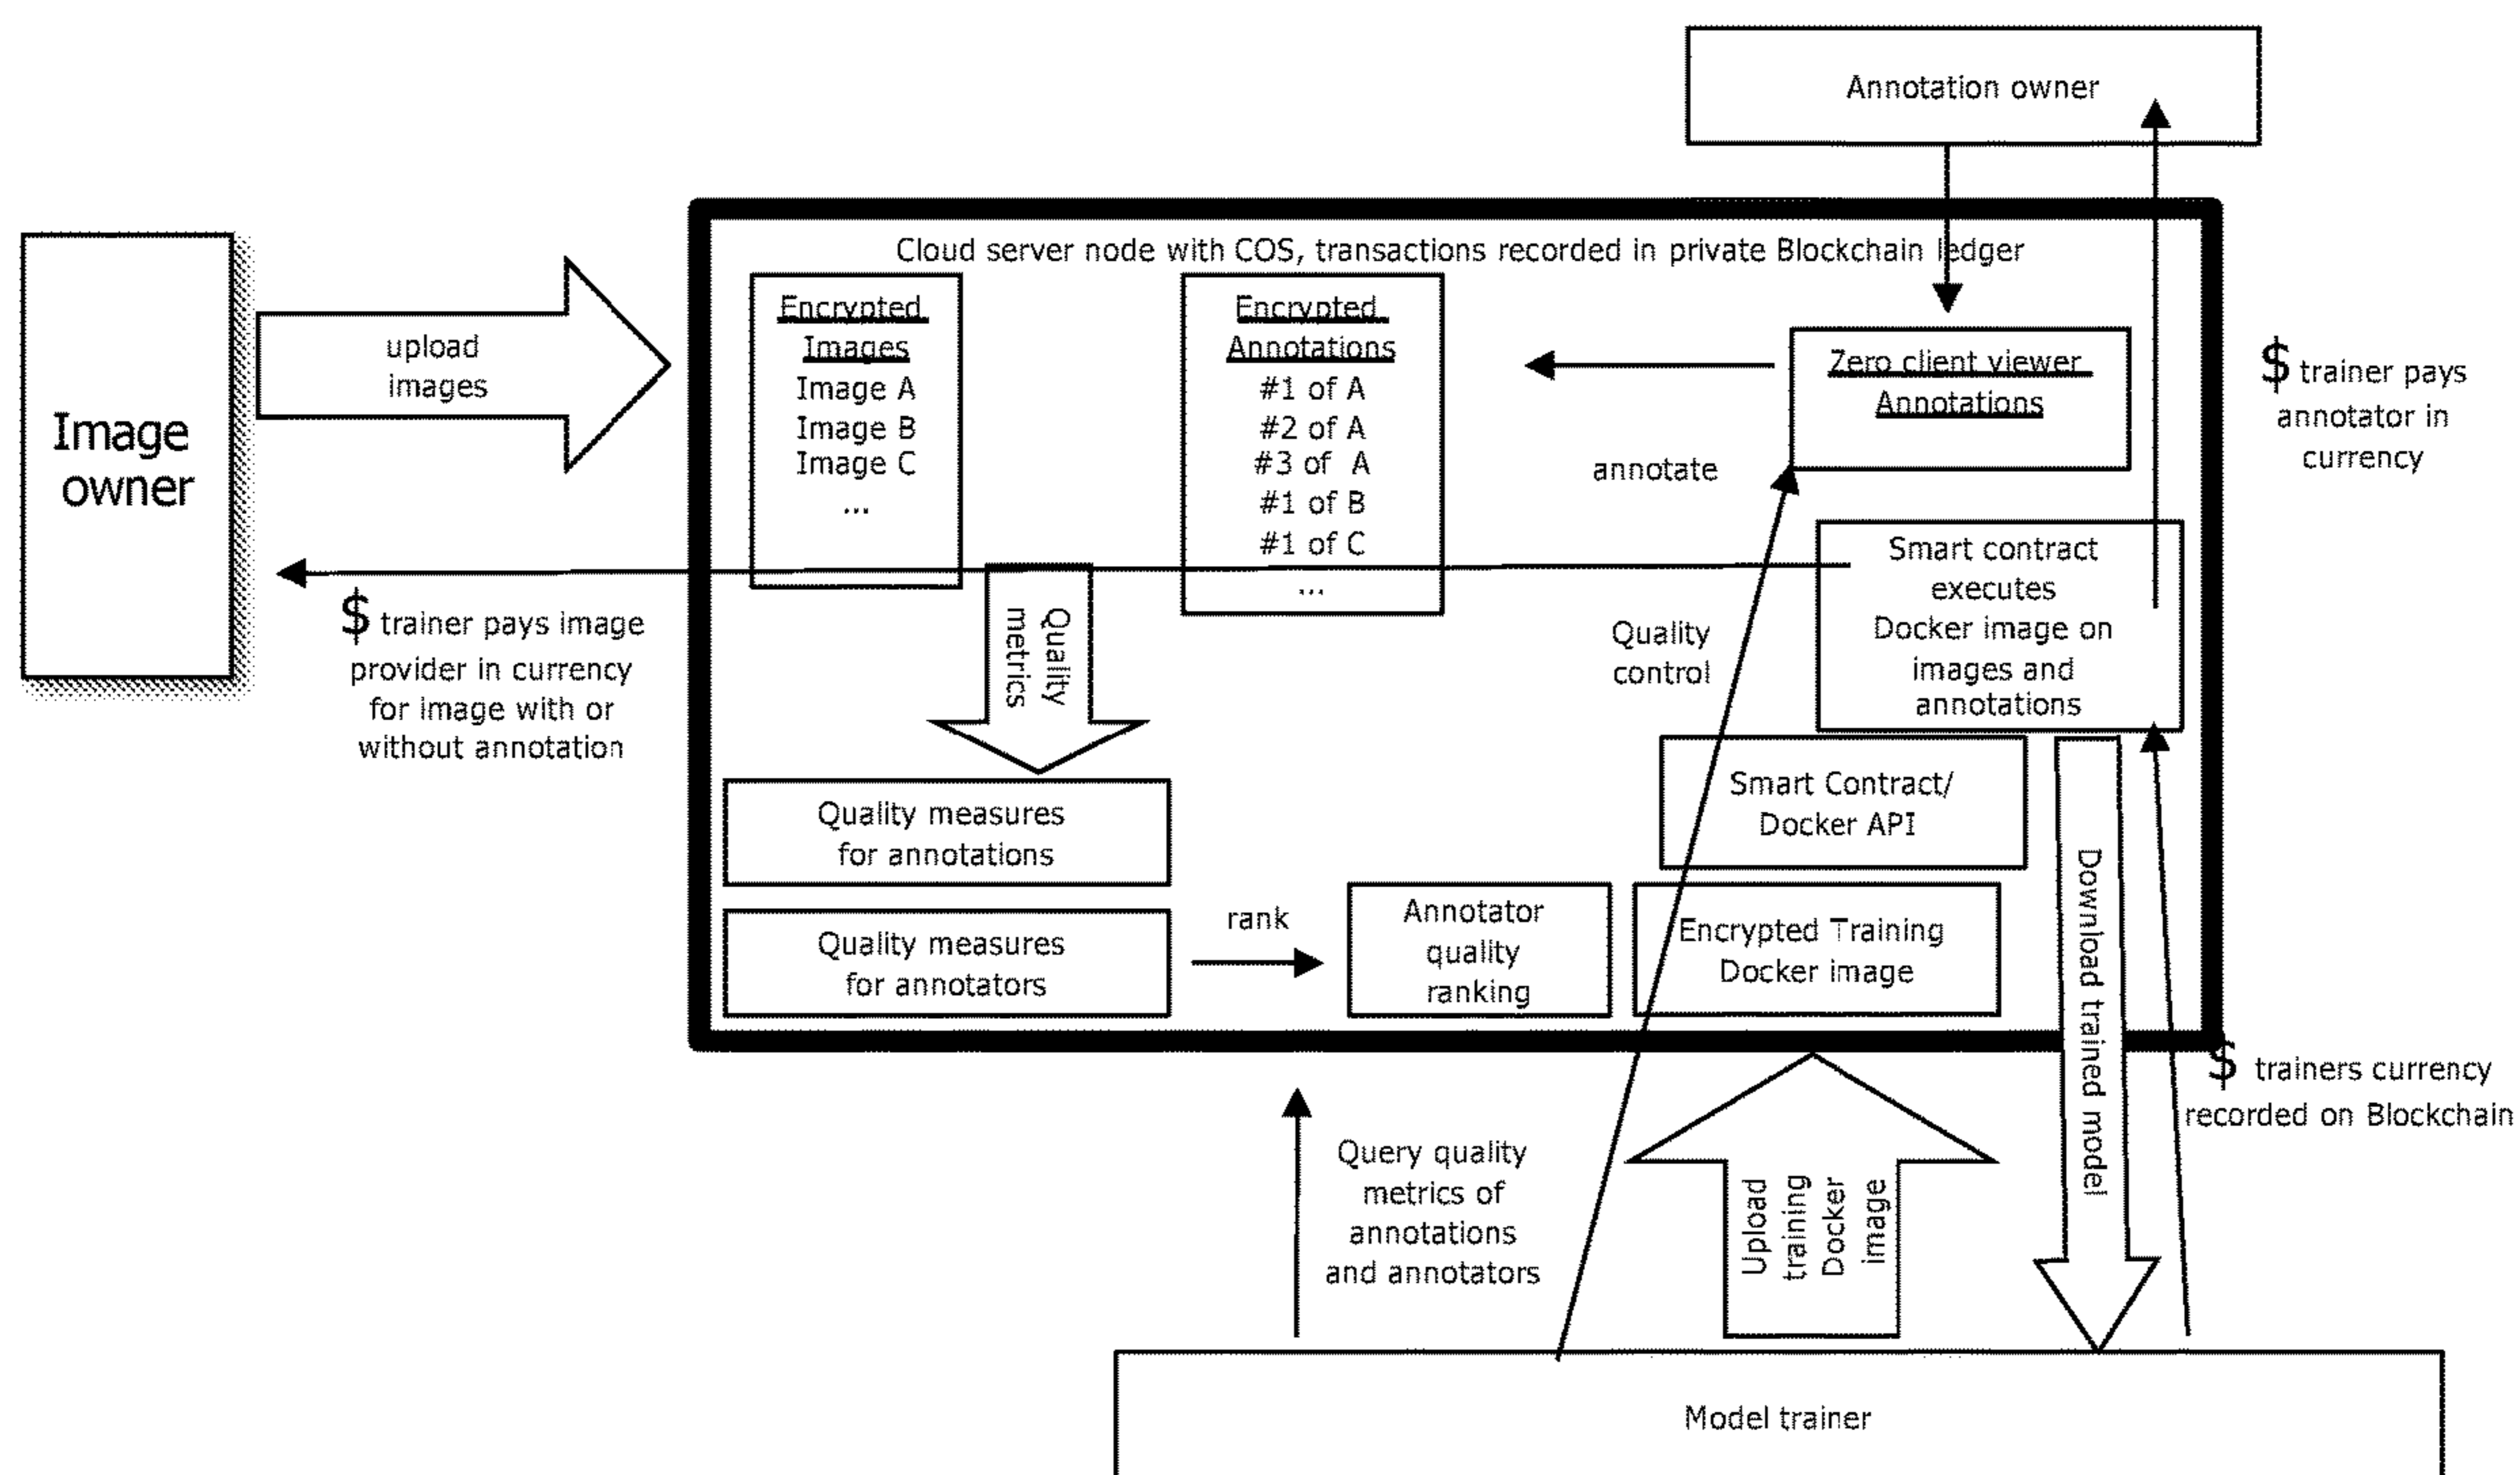 Annotation owner
Cloud server node with COS, transactions recorded in private Blockchain ledger
Image
owner
upload
images
Encrypted
Images
Image A
Image B
Image C
...
Encrypted
Annotations
#1 of A
#2 of A
#3 of A
#1 of B
#1 of C
...
Zero client viewer
Annotations
annotate
$ trainer pays
annotator in
currency
$ trainer pays image
provider in currency
for image with or
without annotation
Quality
metrics
Quality
control
Smart contract
executes
Docker image on
images and
annotations
Quality measures
for annotations
Smart Contract/
Docker API
Quality measures
for annotators
rank
Annotator
quality
ranking
Encrypted Training
Docker image
Download trained model
$ trainers currency
recorded on Blockchain
Query quality
metrics of
annotations
and annotators
Upload
training
Docker
image
Model trainer